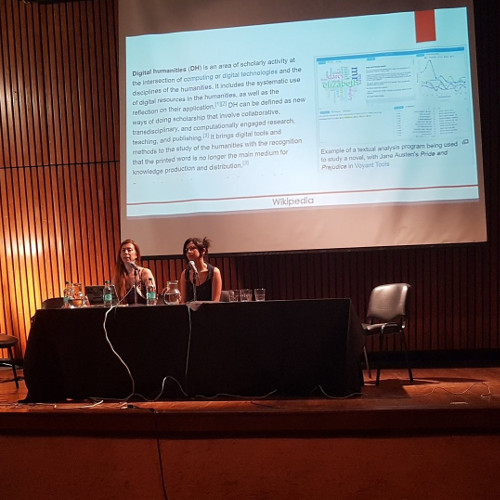 Digital humanities (DH) is an area of scholarly activity at
the intersection of computing or digital technologies and the
disciplines of the humanities. It includes the systematic use
of digital resources in the humanities, as well as the
reflection on their application.[1][2] DH can be defined as new
ways of doing scholarship that involve collaborative,
transdisciplinary, and computationally engaged research,
teaching, and publishing.[3] It brings digital tools and
methods to the study of the humanities with the recognition
that the printed word is no longer the main medium for
knowledge production and distribution.[3]
Example of a textual analysis program being used
to study a novel, with Jane Austen's Pride and
Prejudice in Voyant Tools
Wikipedia